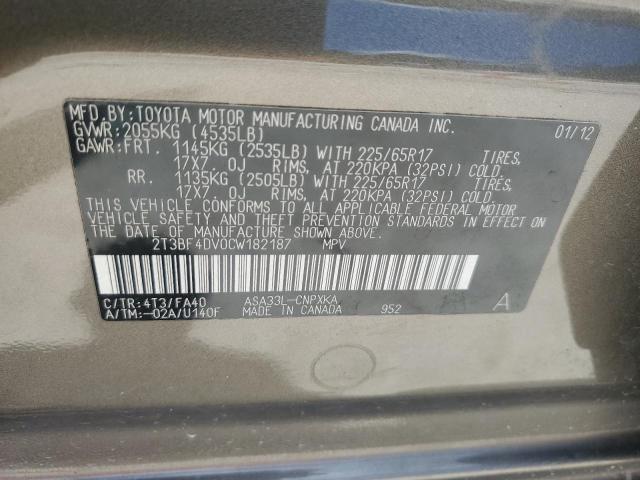 MFD.BY:TOYOTA MOTOR MANUFACTURING CANADA INC.
GVWR:2055KG (4535LB) 01/12
GAWR:FRT. 1145KG (2535LB) WITH 225/65R17 TIRES,
17X7 0J RIMS, AT 220KPA (32PSI) COLD.
RR. 1135KG (2505LB) WITH 225/65R17 TIRES,
17X7 0J RIMS, AT 220KPA (32PSI) COLD.
THIS VEHICLE CONFORMS TO ALL APPLICABLE FEDERAL MOTOR
VEHICLE SAFETY AND THEFT PREVENTION STANDARDS IN EFFECT ON
THE DATE OF MANUFACTURE SHOWN ABOVE.
2T3BF4DV0CW182187 MPV
C/TR:4T3/FA40 ASA33L-CNPXKA A
A/TM:-02A/U140F MADE IN CANADA 952